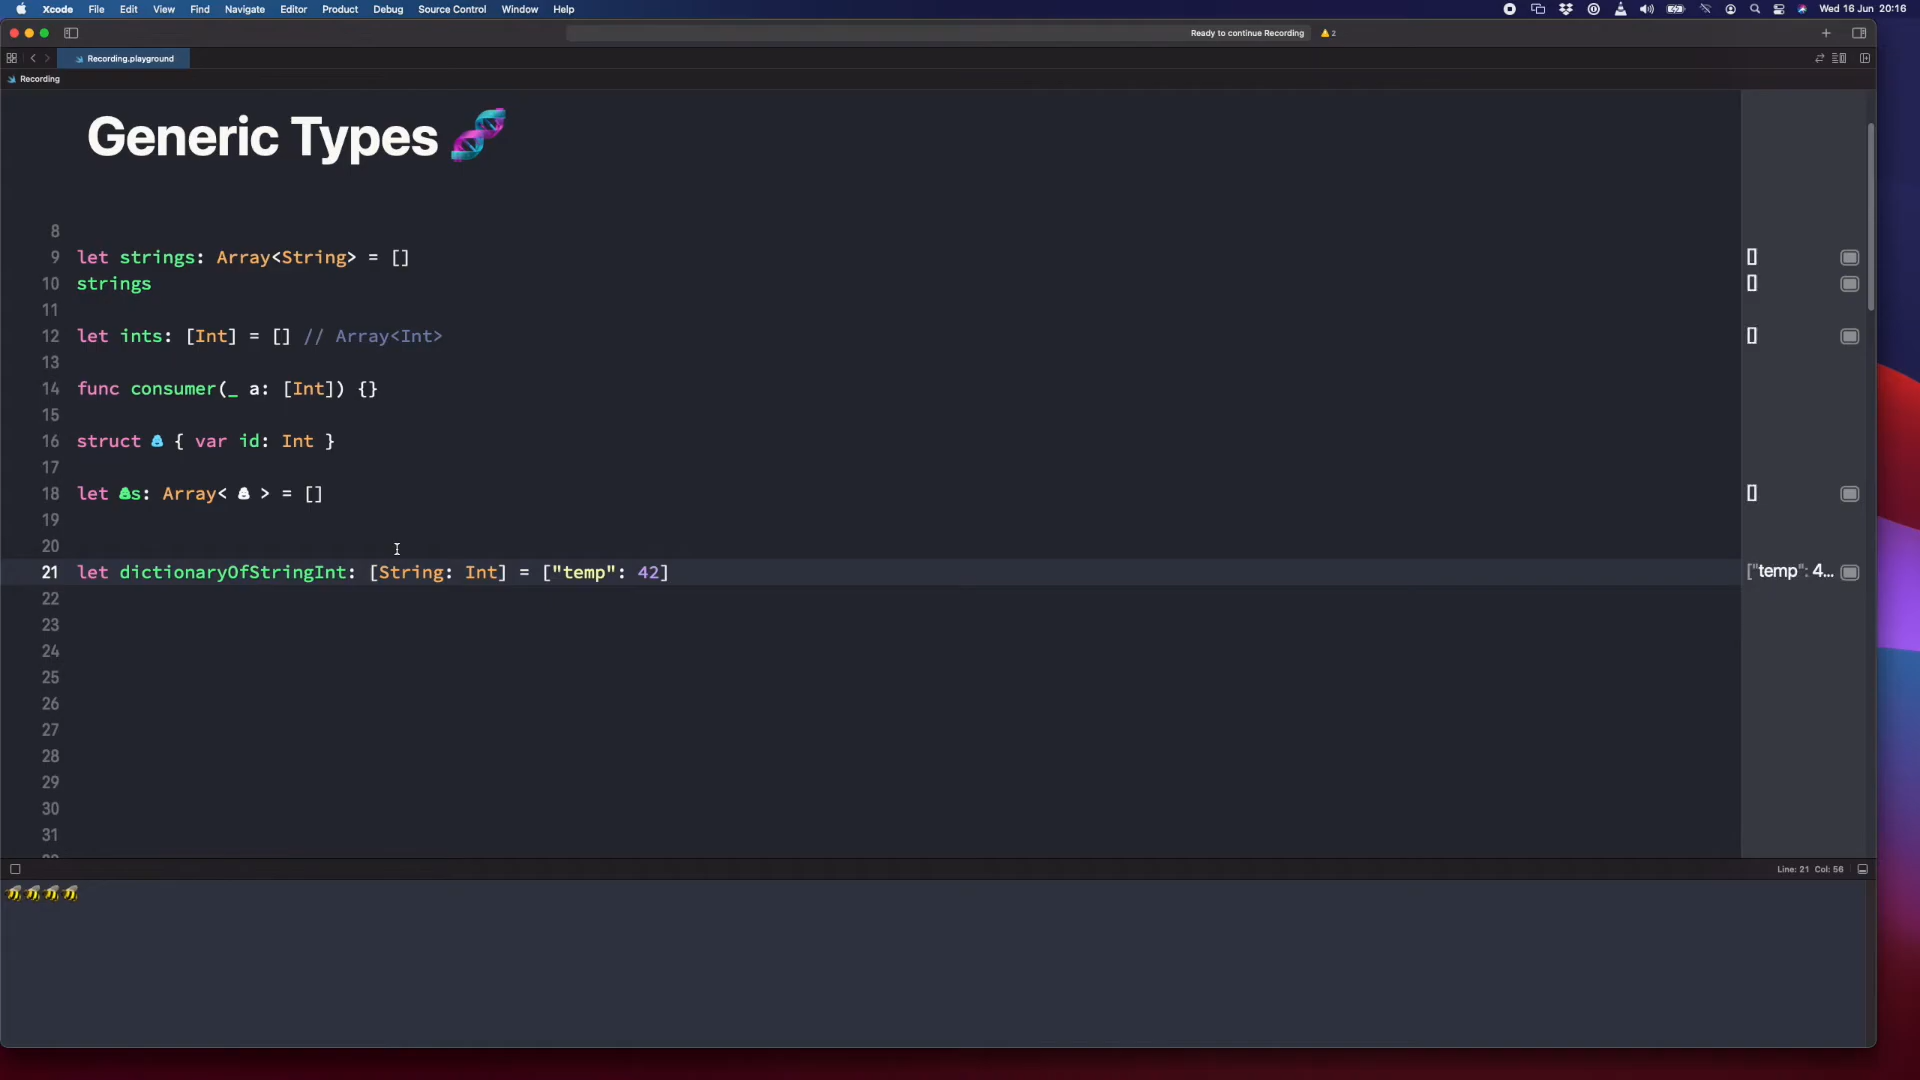 Xcode File Edit View Find Navigate Editor Product Debug Source Control Window Help Wed 16 Jun 20:16
Ready to continue Recording 2
Recording.playground
Recording
Generic Types 🧬
8
9 let strings: Array<String> = [] []
10 strings []
11
12 let ints: [Int] = [] // Array<Int> []
13
14 func consumer(_ a: [Int]) {}
15
16 struct 💩 { var id: Int }
17
18 let 💩s: Array< 💩 > = [] []
19
20
21 let dictionaryOfStringInt: [String: Int] = ["temp": 42] ["temp": 4...
22
23
24
25
26
27
28
29
30
31
Line: 21 Col: 56
🐝🐝🐝🐝